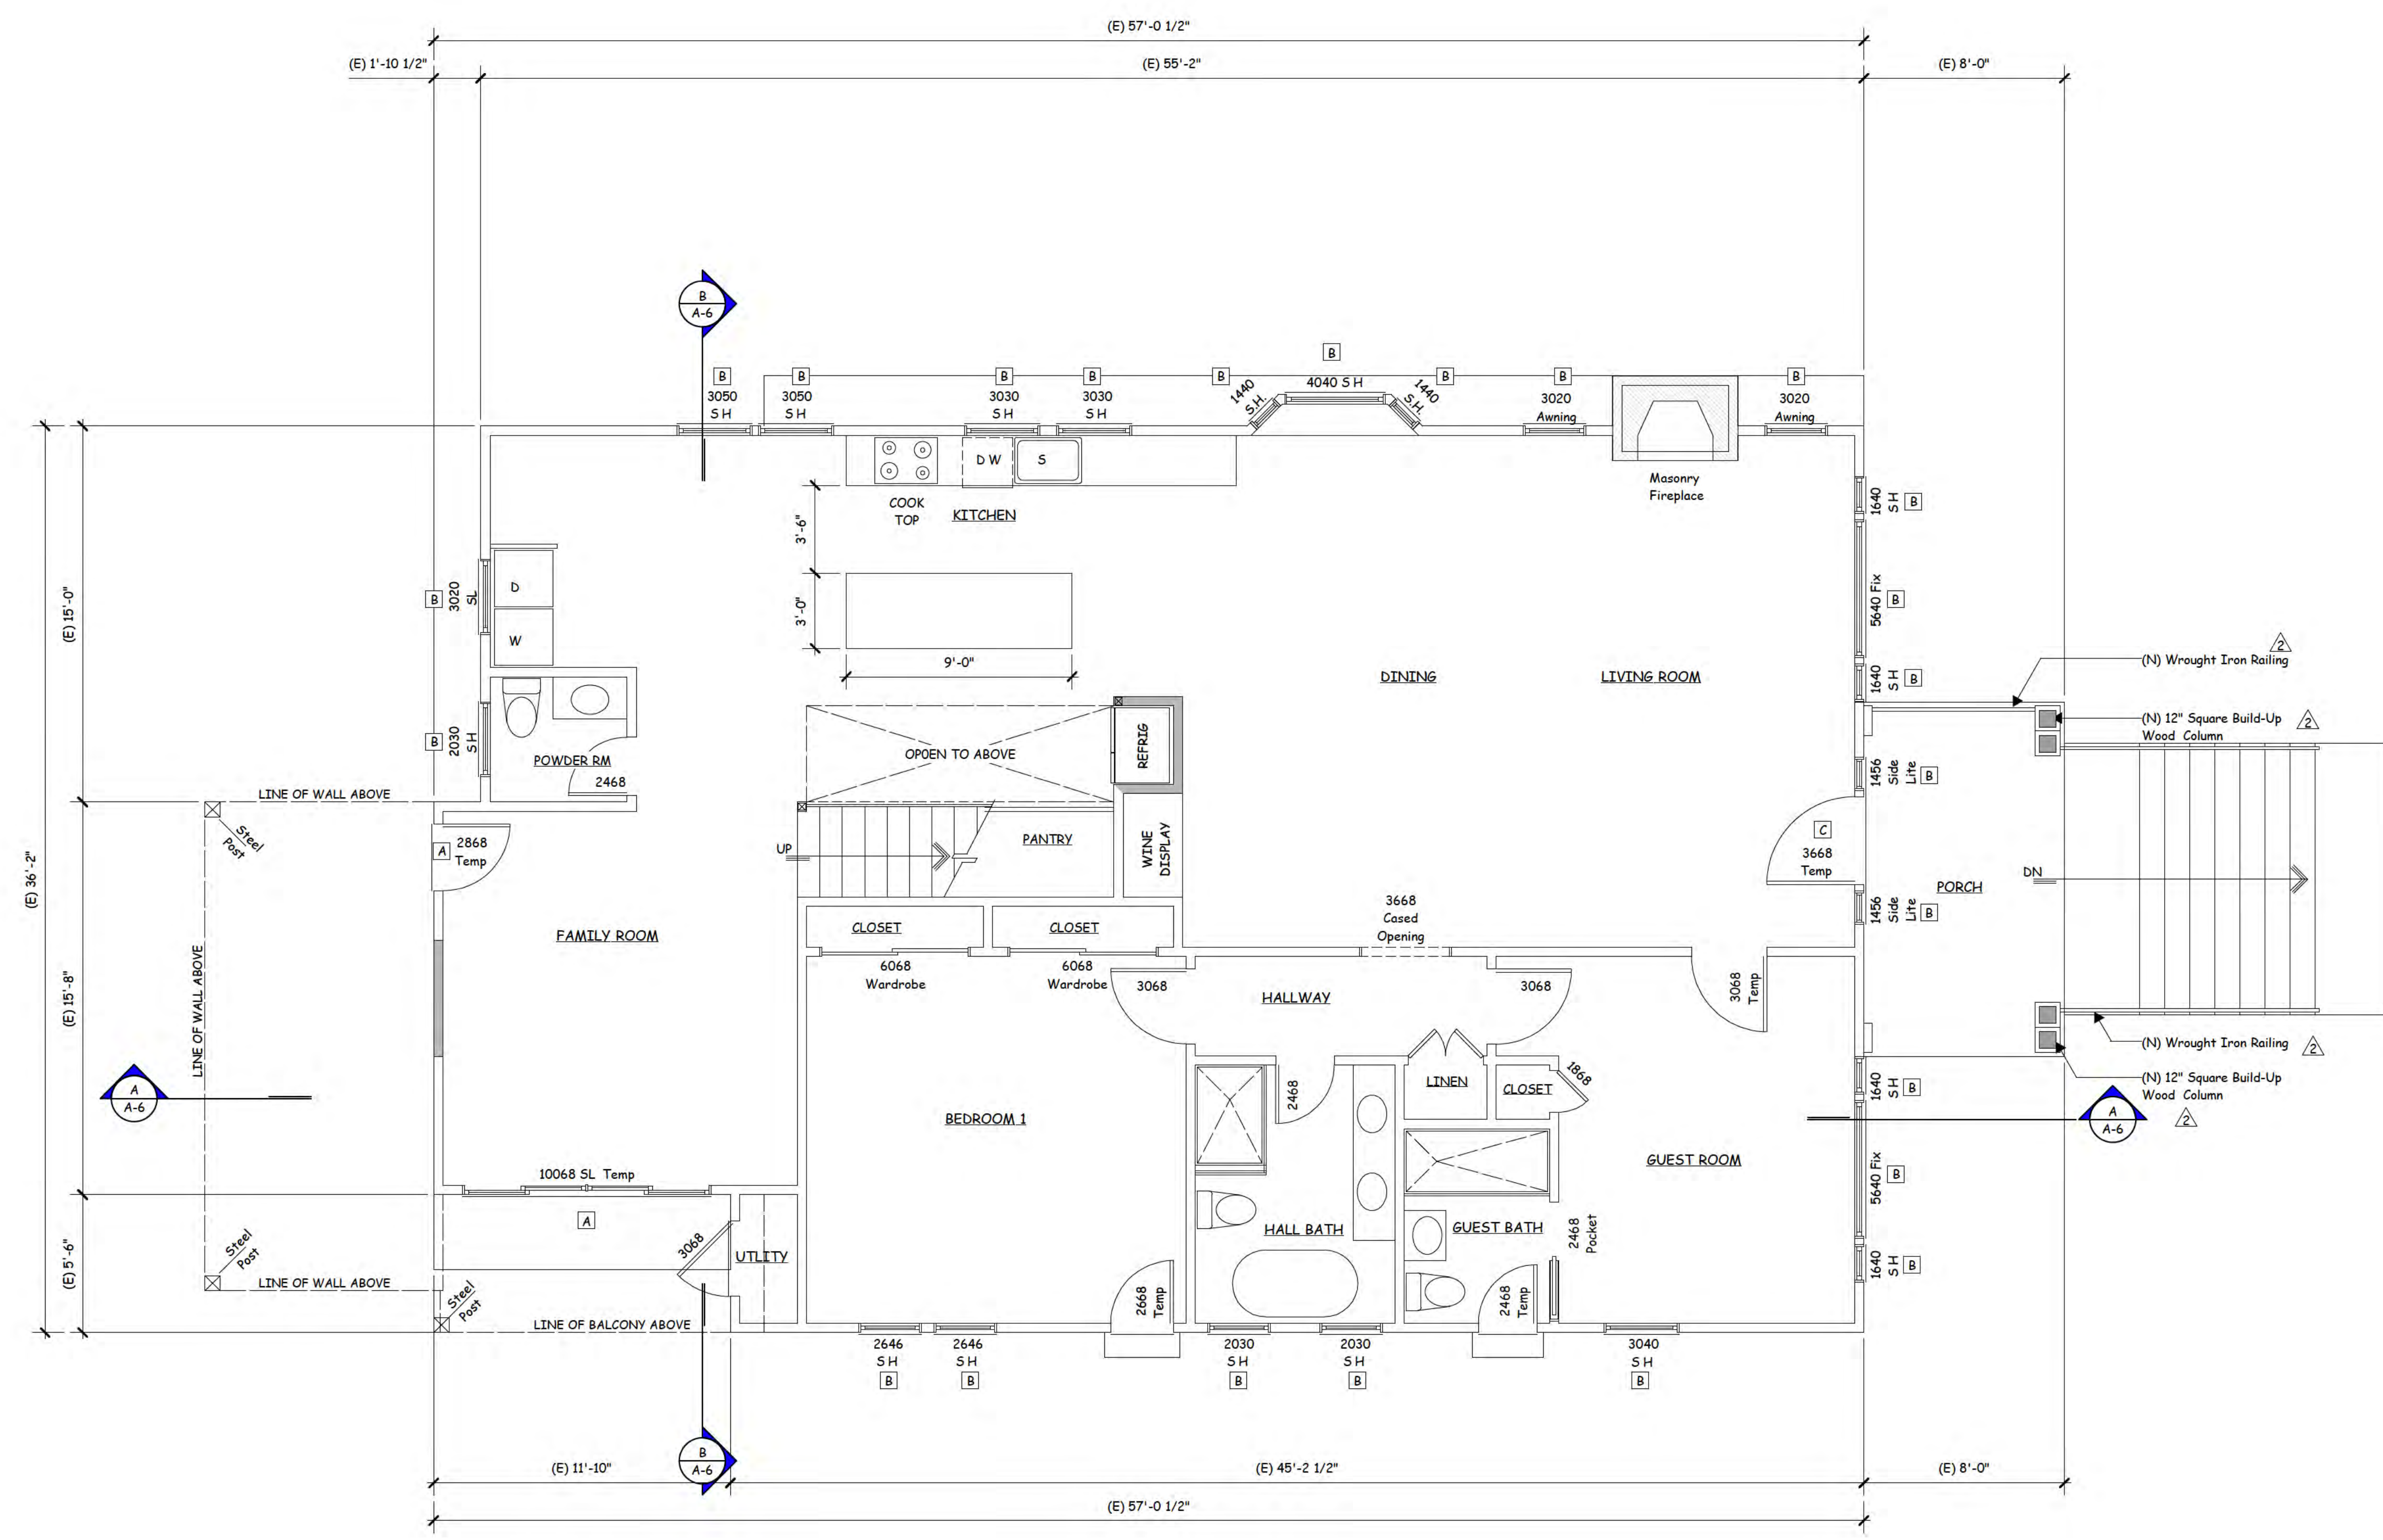 (E) 57'-0 1/2"
(E) 1'-10 1/2"
(E) 55'-2"
(E) 8'-0"
B
A-6
B
B
B
B
B
B
B
B
B
3050
S H
3050
S H
3030
S H
3030
S H
1440
S.H.
4040 S H
1440
S.H.
3020
Awning
3020
Awning
D W
S
COOK
TOP
KITCHEN
Masonry
Fireplace
1640
S H
B
3'-6"
3'-0"
9'-0"
D
W
B
3020
SL
5640 Fix
B
(E) 15'-0"
DINING
LIVING ROOM
1640
S H
B
2
(N) Wrought Iron Railing
(N) 12" Square Build-Up
Wood Column
2
B
2030
S H
POWDER RM
2468
OPOEN TO ABOVE
REFRIG
1456
Side
Lite
B
LINE OF WALL ABOVE
Steel
Post
A
2868
Temp
UP
PANTRY
WINE
DISPLAY
C
3668
Temp
(E) 36'-2"
DN
PORCH
3668
Cased
Opening
1456
Side
Lite
B
FAMILY ROOM
CLOSET
CLOSET
6068
Wardrobe
6068
Wardrobe
3068
HALLWAY
3068
3068
Temp
LINE OF WALL ABOVE
(E) 15'-8"
(N) Wrought Iron Railing
2
(N) 12" Square Build-Up
Wood Column
2
A
A-6
A
A-6
BEDROOM 1
2468
LINEN
CLOSET
1868
1640
S H
B
GUEST ROOM
5640 Fix
B
10068 SL Temp
A
HALL BATH
GUEST BATH
2468
Pocket
3068
UTLITY
1640
S H
B
(E) 5'-6"
Steel
Post
LINE OF WALL ABOVE
Steel
Post
LINE OF BALCONY ABOVE
2668
Temp
2468
Temp
2646
S H
B
2646
S H
B
2030
S H
B
2030
S H
B
3040
S H
B
B
A-6
(E) 11'-10"
(E) 45'-2 1/2"
(E) 8'-0"
(E) 57'-0 1/2"